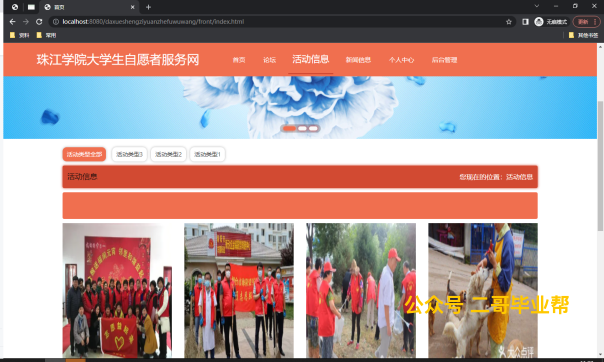 首页
localhost:8080/daxueshengziyuanzhefuwuwang/front/index.html
无痕模式
更新
资料
常用
其他书签
珠江学院大学生自愿者服务网
首页
论坛
活动信息
新闻信息
个人中心
后台管理
活动类型全部
活动类型3
活动类型2
活动类型1
活动信息
您现在的位置：活动信息
公众号 二哥毕业帮
大众点评